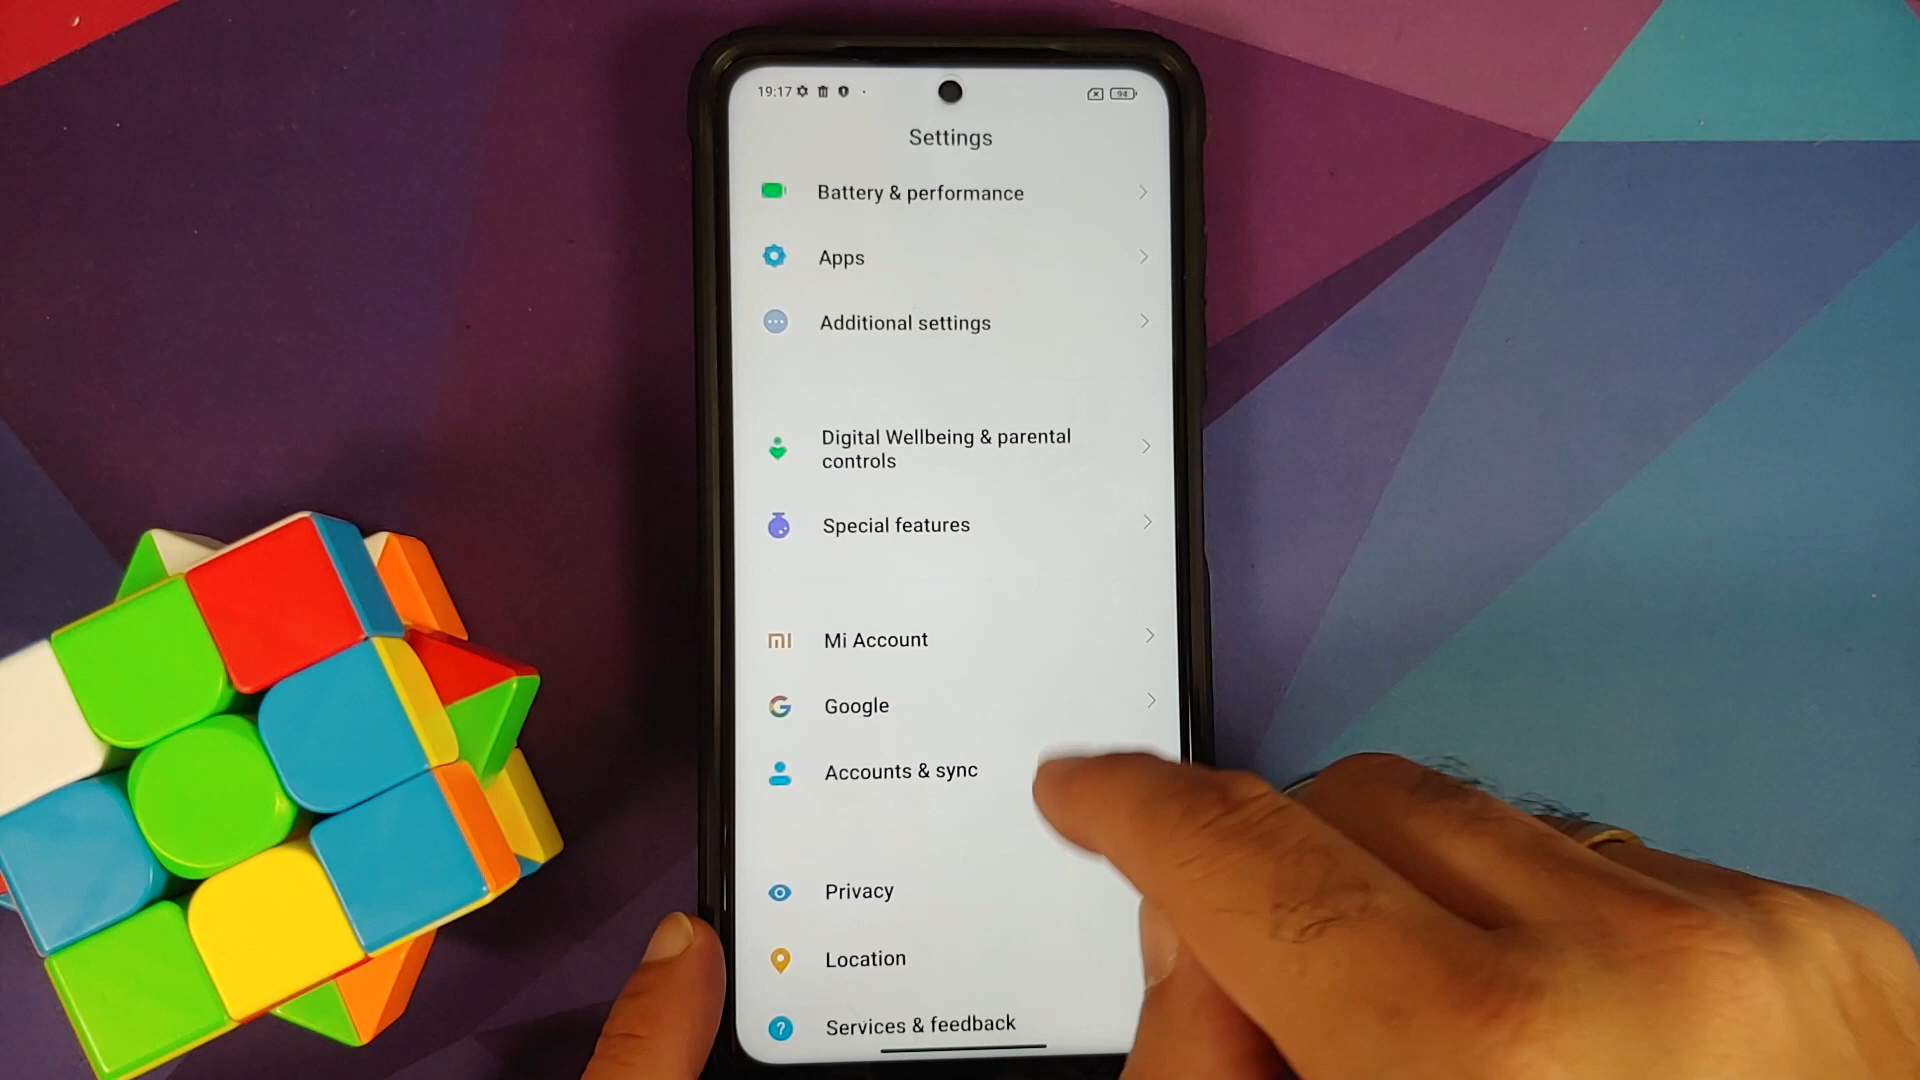 19:17
94
Settings
Battery & performance
Apps
Additional settings
Digital Wellbeing & parental
controls
Special features
Mi Account
Google
Accounts & sync
Privacy
Location
Services & feedback